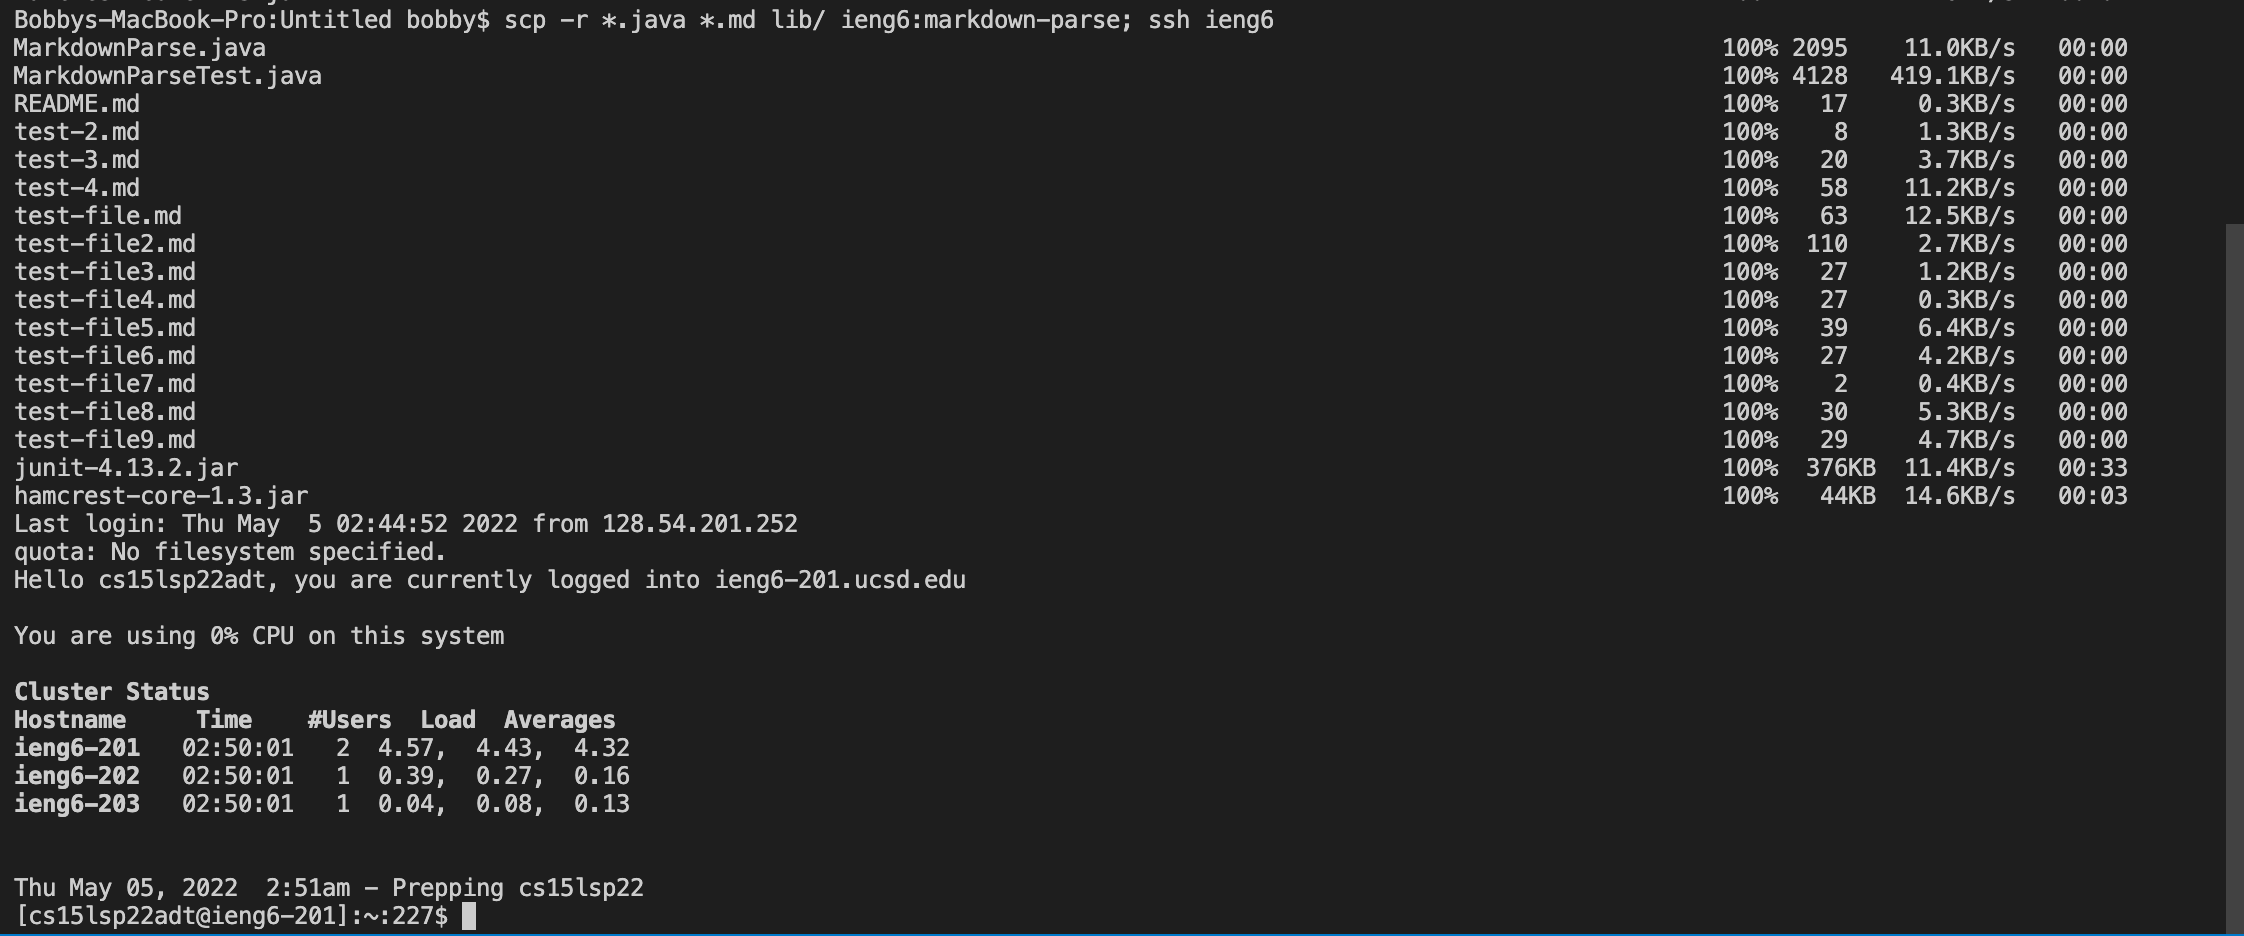 Bobbys-MacBook-Pro:Untitled bobby$ scp -r *.java *.md lib/ ieng6:markdown-parse; ssh ieng6
MarkdownParse.java 100% 2095 11.0KB/s 00:00
MarkdownParseTest.java 100% 4128 419.1KB/s 00:00
README.md 100% 17 0.3KB/s 00:00
test-2.md 100% 8 1.3KB/s 00:00
test-3.md 100% 20 3.7KB/s 00:00
test-4.md 100% 58 11.2KB/s 00:00
test-file.md 100% 63 12.5KB/s 00:00
test-file2.md 100% 110 2.7KB/s 00:00
test-file3.md 100% 27 1.2KB/s 00:00
test-file4.md 100% 27 0.3KB/s 00:00
test-file5.md 100% 39 6.4KB/s 00:00
test-file6.md 100% 27 4.2KB/s 00:00
test-file7.md 100% 2 0.4KB/s 00:00
test-file8.md 100% 30 5.3KB/s 00:00
test-file9.md 100% 29 4.7KB/s 00:00
junit-4.13.2.jar 100% 376KB 11.4KB/s 00:33
hamcrest-core-1.3.jar 100% 44KB 14.6KB/s 00:03
Last login: Thu May  5 02:44:52 2022 from 128.54.201.252
quota: No filesystem specified.
Hello cs15lsp22adt, you are currently logged into ieng6-201.ucsd.edu
You are using 0% CPU on this system
Cluster Status
Hostname Time #Users Load Averages
ieng6-201 02:50:01 2 4.57, 4.43, 4.32
ieng6-202 02:50:01 1 0.39, 0.27, 0.16
ieng6-203 02:50:01 1 0.04, 0.08, 0.13
Thu May 05, 2022  2:51am - Prepping cs15lsp22
[cs15lsp22adt@ieng6-201]:~:227$